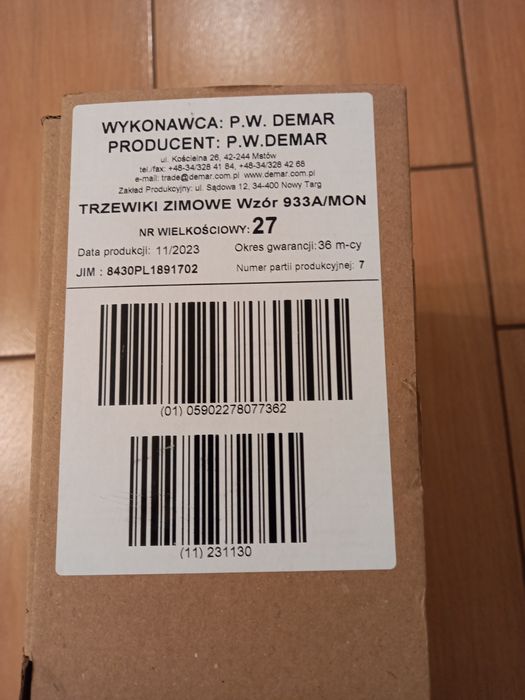 WYKONAWCA: P.W. DEMAR
PRODUCENT: P.W.DEMAR
ul. Kościelna 26, 42-244 Mstów
tel./fax: +48-34/328 41 84, +48-34/328 42 68
e-mail: trade@demar.com.pl www.demar.com.pl
Zakład Produkcyjny: ul. Sądowa 12, 34-400 Nowy Targ
TRZEWIKI ZIMOWE Wzór 933A/MON
NR WIELKOŚCIOWY: 27
Data produkcji: 11/2023 Okres gwarancji: 36 m-cy
JIM : 8430PL1891702 Numer partii produkcyjnej: 7
(01) 05902278077362
(11) 231130